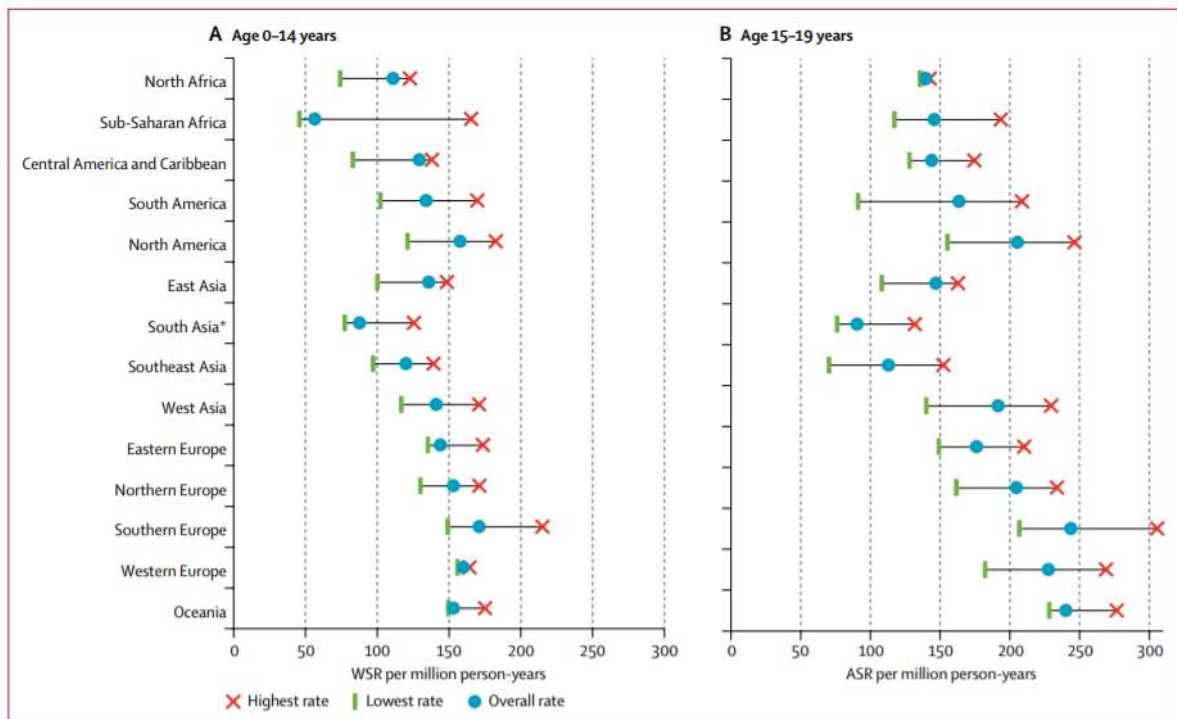 A Age 0–14 years
B Age 15–19 years
North Africa
Sub-Saharan Africa
Central America and Caribbean
South America
North America
East Asia
South Asia*
Southeast Asia
West Asia
Eastern Europe
Northern Europe
Southern Europe
Western Europe
Oceania
0 50 100 150 200 250 300
0 50 100 150 200 250 300
WSR per million person-years
ASR per million person-years
Highest rate Lowest rate Overall rate